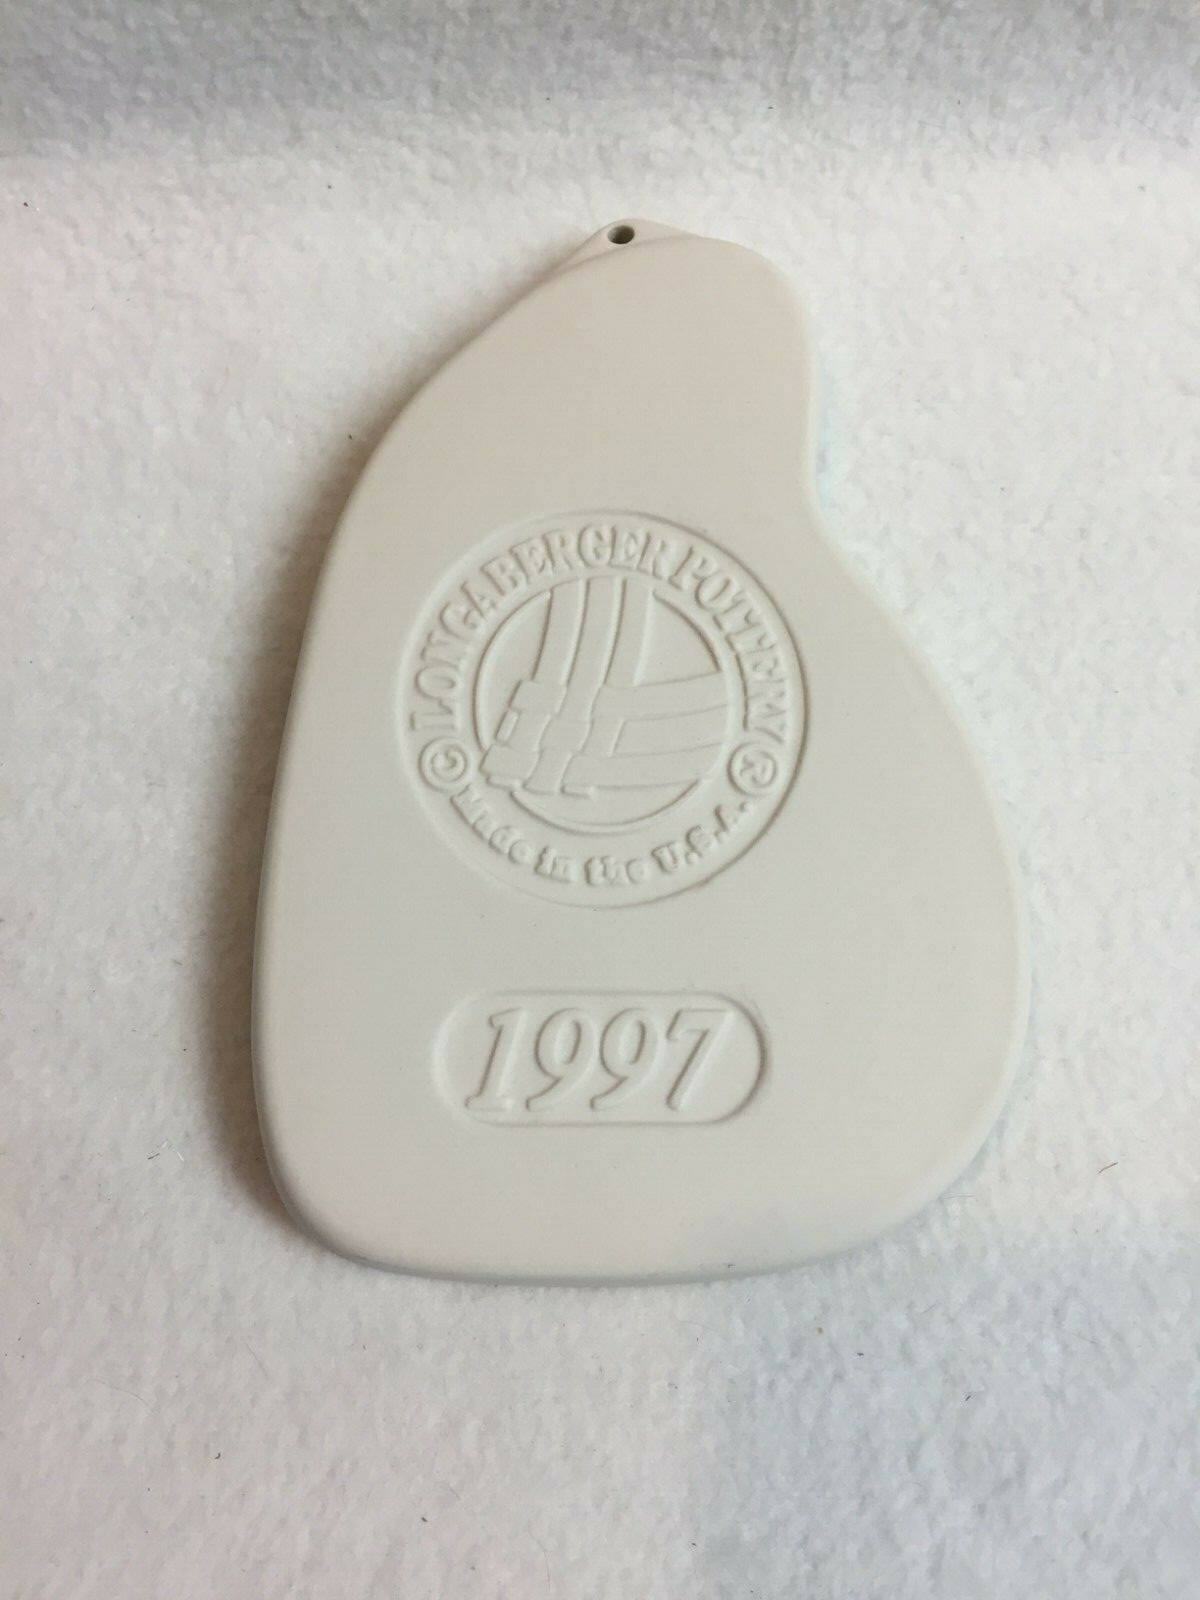 © LONGABERGER POTTERY ®
Made in the U.S.A.
1997